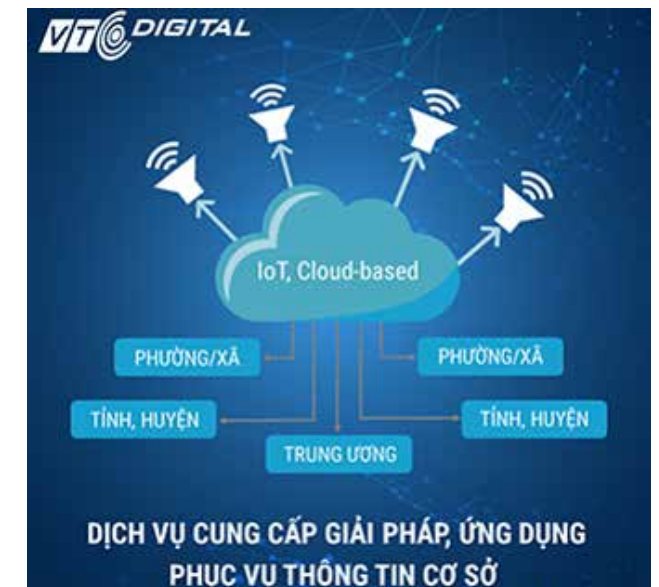 VTC DIGITAL
IoT, Cloud-based
PHƯỜNG/XÃ
PHƯỜNG/XÃ
TỈNH, HUYỆN
TỈNH, HUYỆN
TRUNG ƯƠNG
DỊCH VỤ CUNG CẤP GIẢI PHÁP, ỨNG DỤNG
PHỤC VỤ THÔNG TIN CƠ SỞ